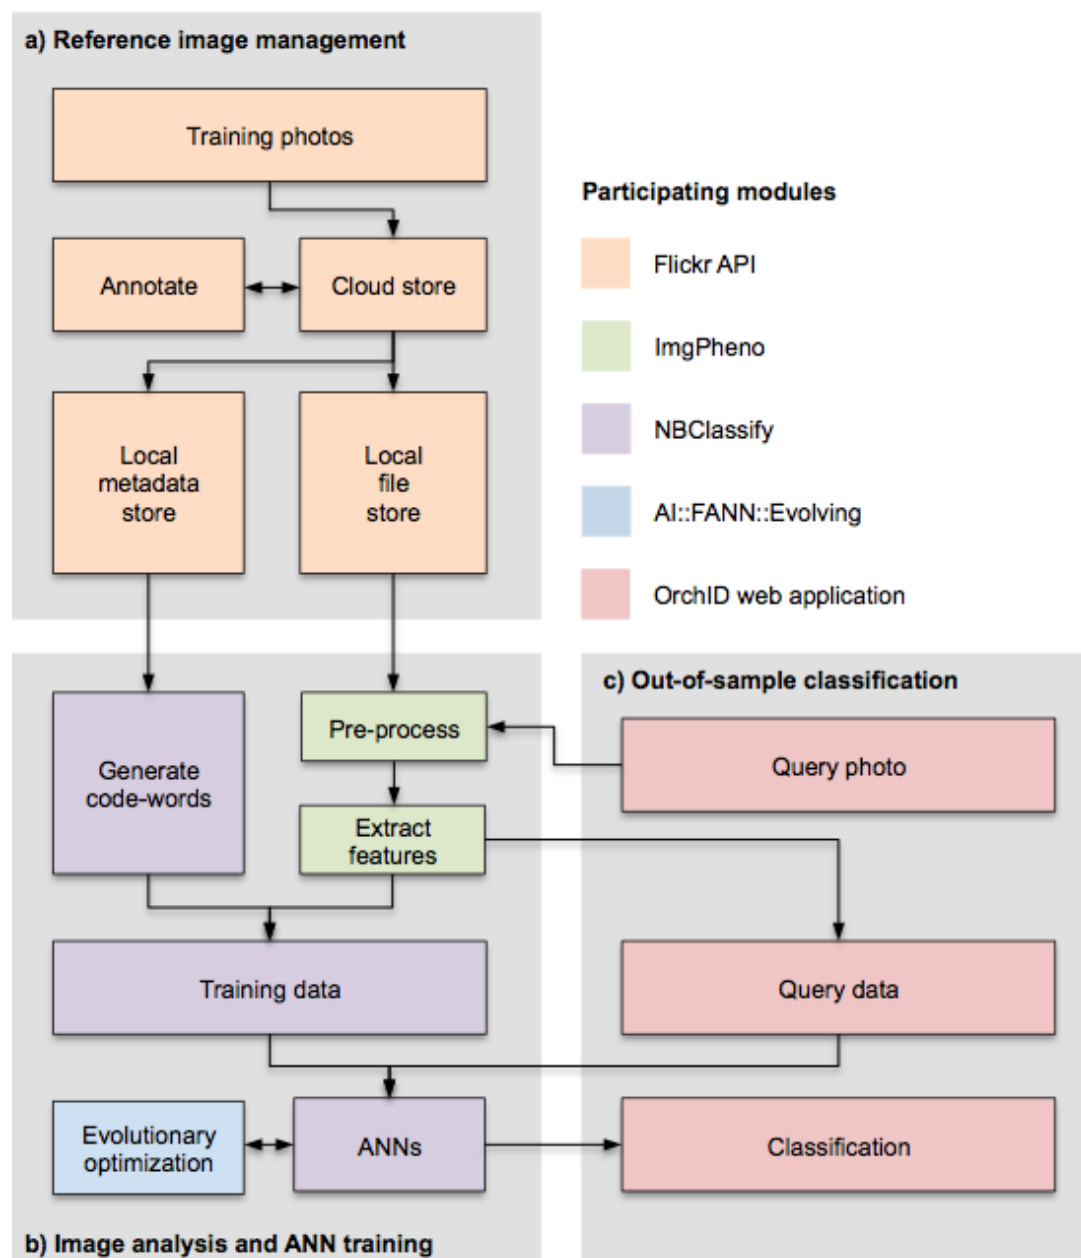 a) Reference image management
Training photos
Annotate
Cloud store
Local
metadata
store
Local
file
store
Participating modules
Flickr API
ImgPheno
NBClassify
AI::FANN::Evolving
OrchID web application
Generate
code-words
Pre-process
Extract
features
Training data
Evolutionary
optimization
ANNs
b) Image analysis and ANN training
c) Out-of-sample classification
Query photo
Query data
Classification